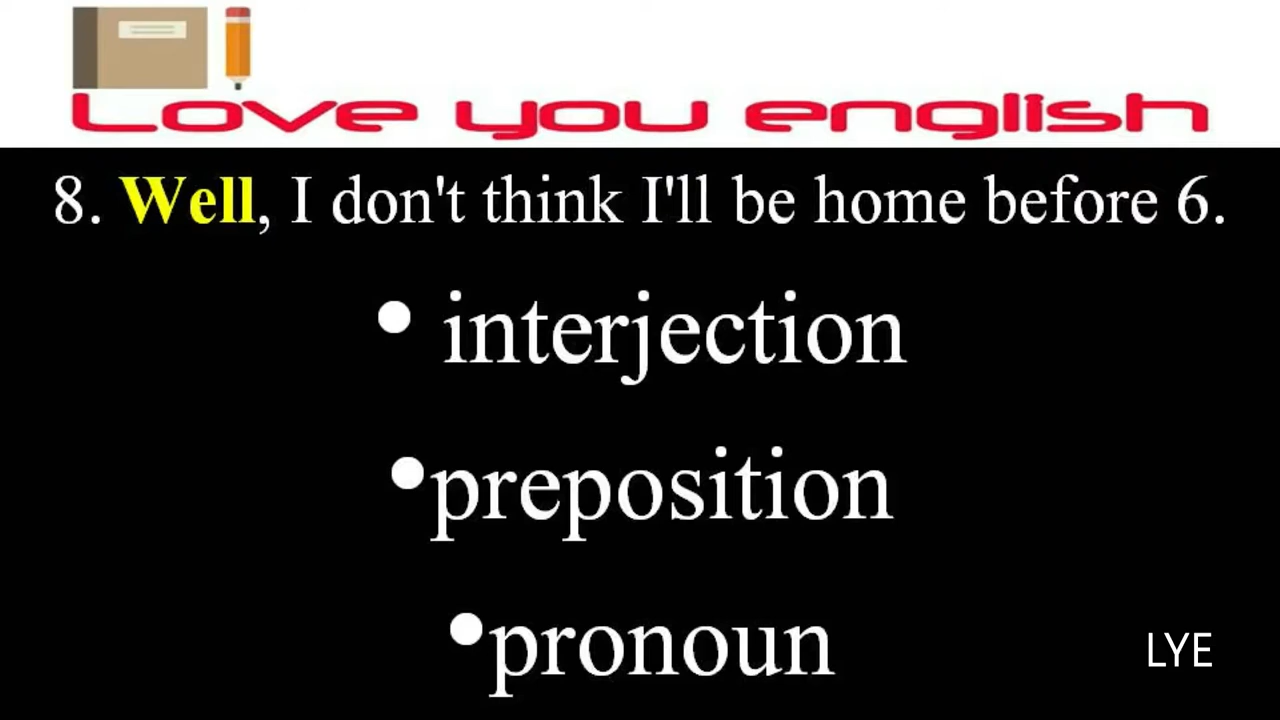 Love you english
8. Well, I don't think I'll be home before 6.
• interjection
•preposition
•pronoun
LYE